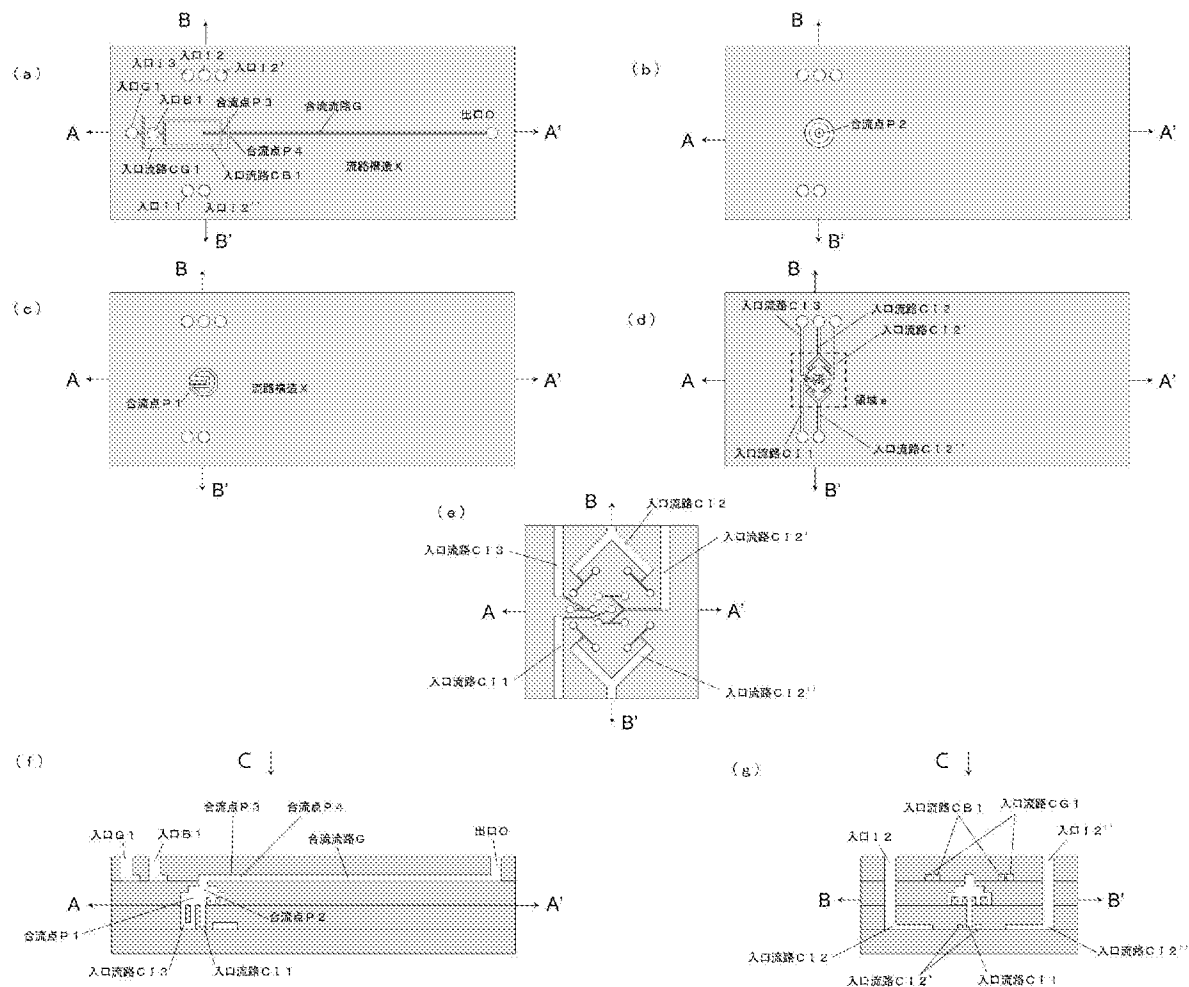 (a)
B
入口I2
入口I3
入口I2'
入口G1
入口B1
合流点P3
合流流路G
出口O
A
A'
合流点P4
入口流路CG1
流路構造X
入口流路CB1
入口I1
入口I2''
B'
(b)
B
合流点P2
A
A'
B'
(c)
B
A
A'
流路構造X
合流点P1
B'
(d)
B
入口流路CI3
入口流路CI2
入口流路CI2'
A
A'
領域e
入口流路CI1
入口流路CI2''
B'
(e)
B
入口流路CI2
入口流路CI2'
入口流路CI3
A
A'
入口流路CI1
入口流路CI2''
B'
(f)
C
合流点P3
合流点P4
入口G1
入口B1
合流流路G
出口O
A
A'
合流点P2
合流点P1
入口流路CI3
入口流路CI1
(g)
C
入口流路CB1
入口流路CG1
入口I2
入口I2''
B
B'
入口流路CI2
入口流路CI2''
入口流路CI2'
入口流路CI1